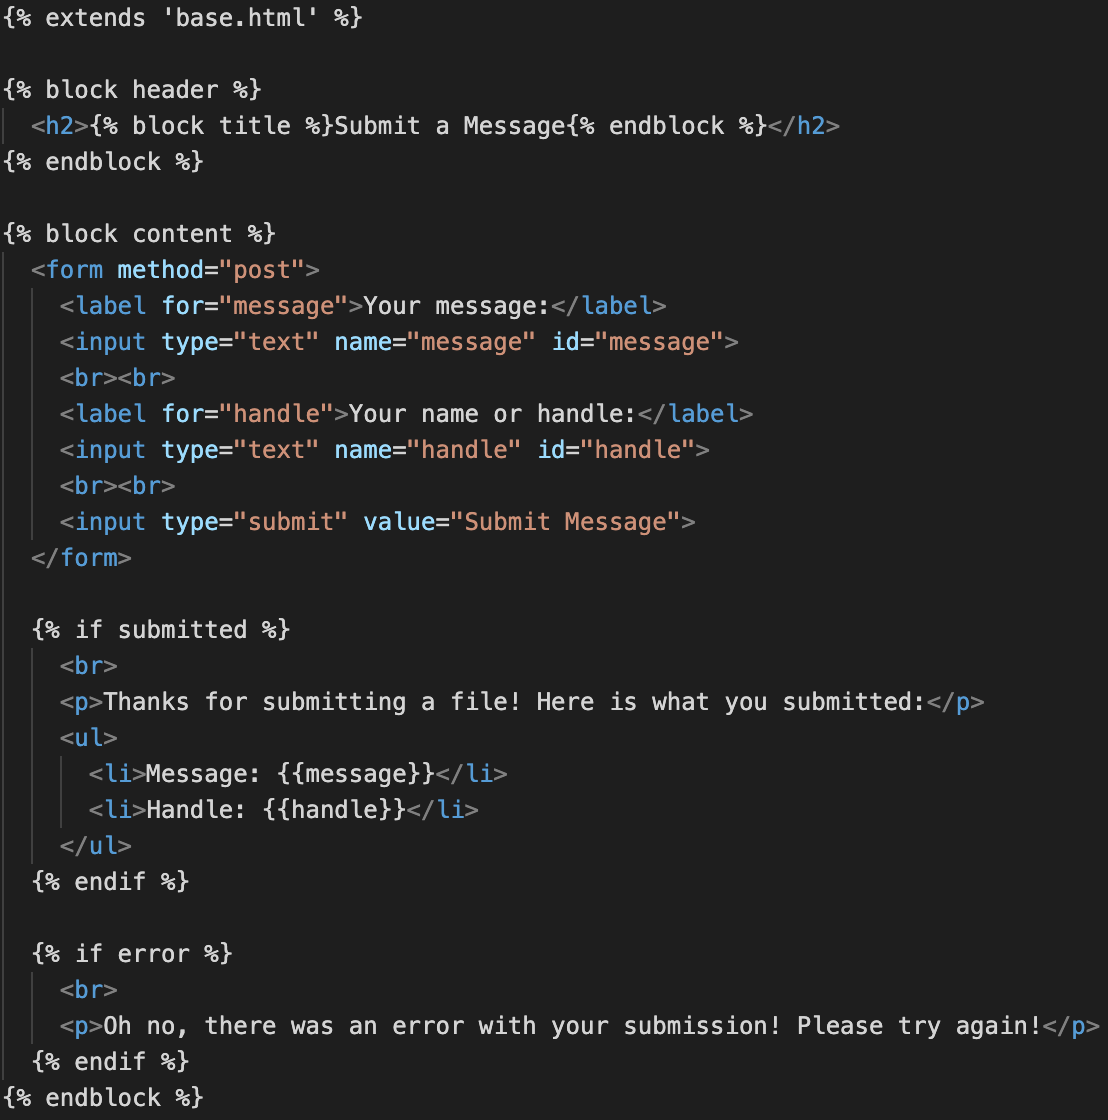 {% extends 'base.html' %}
{% block header %}
<h2>{% block title %}Submit a Message{% endblock %}</h2>
{% endblock %}
{% block content %}
<form method="post">
<label for="message">Your message:</label>
<input type="text" name="message" id="message">
<br><br>
<label for="handle">Your name or handle:</label>
<input type="text" name="handle" id="handle">
<br><br>
<input type="submit" value="Submit Message">
</form>
{% if submitted %}
<br>
<p>Thanks for submitting a file! Here is what you submitted:</p>
<ul>
<li>Message: {{message}}</li>
<li>Handle: {{handle}}</li>
</ul>
{% endif %}
{% if error %}
<br>
<p>Oh no, there was an error with your submission! Please try again!</p>
{% endif %}
{% endblock %}